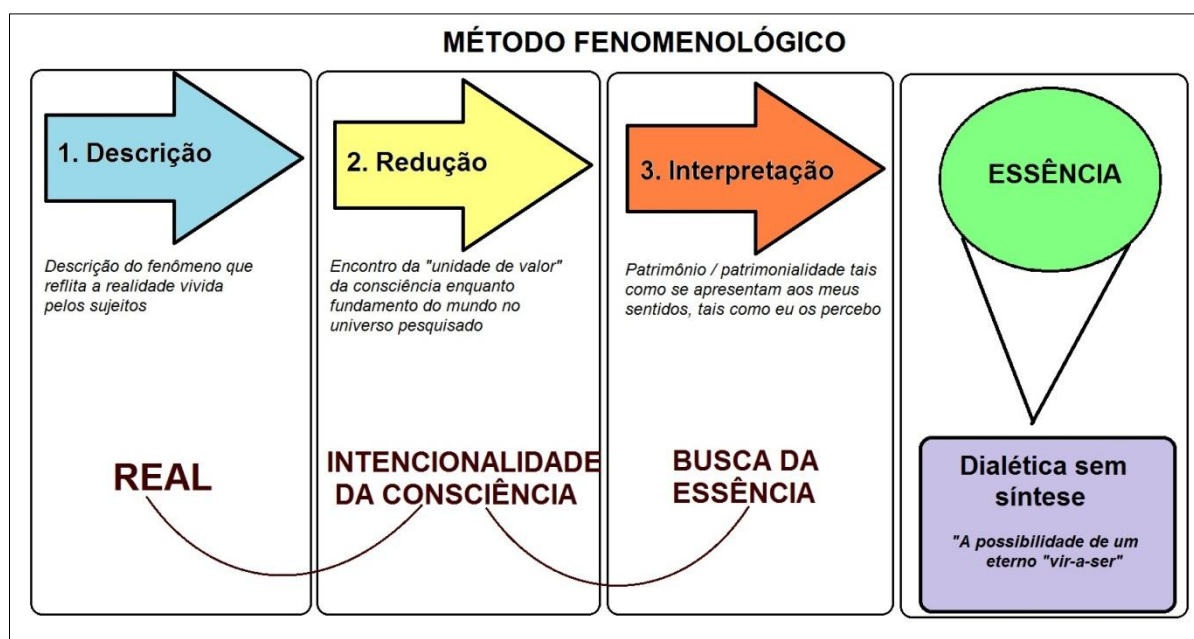 MÉTODO FENOMENOLÓGICO
1. Descrição
Descrição do fenômeno que
reflita a realidade vivida
pelos sujeitos
REAL
2. Redução
Encontro da "unidade de valor"
da consciência enquanto
fundamento do mundo no
universo pesquisado
INTENCIONALIDADE
DA CONSCIÊNCIA
3. Interpretação
Patrimônio / patrimonialidade tais
como se apresentam aos meus
sentidos, tais como eu os percebo
BUSCA DA
ESSÊNCIA
ESSÊNCIA
Dialética sem
síntese
"A possibilidade de um
eterno "vir-a-ser"